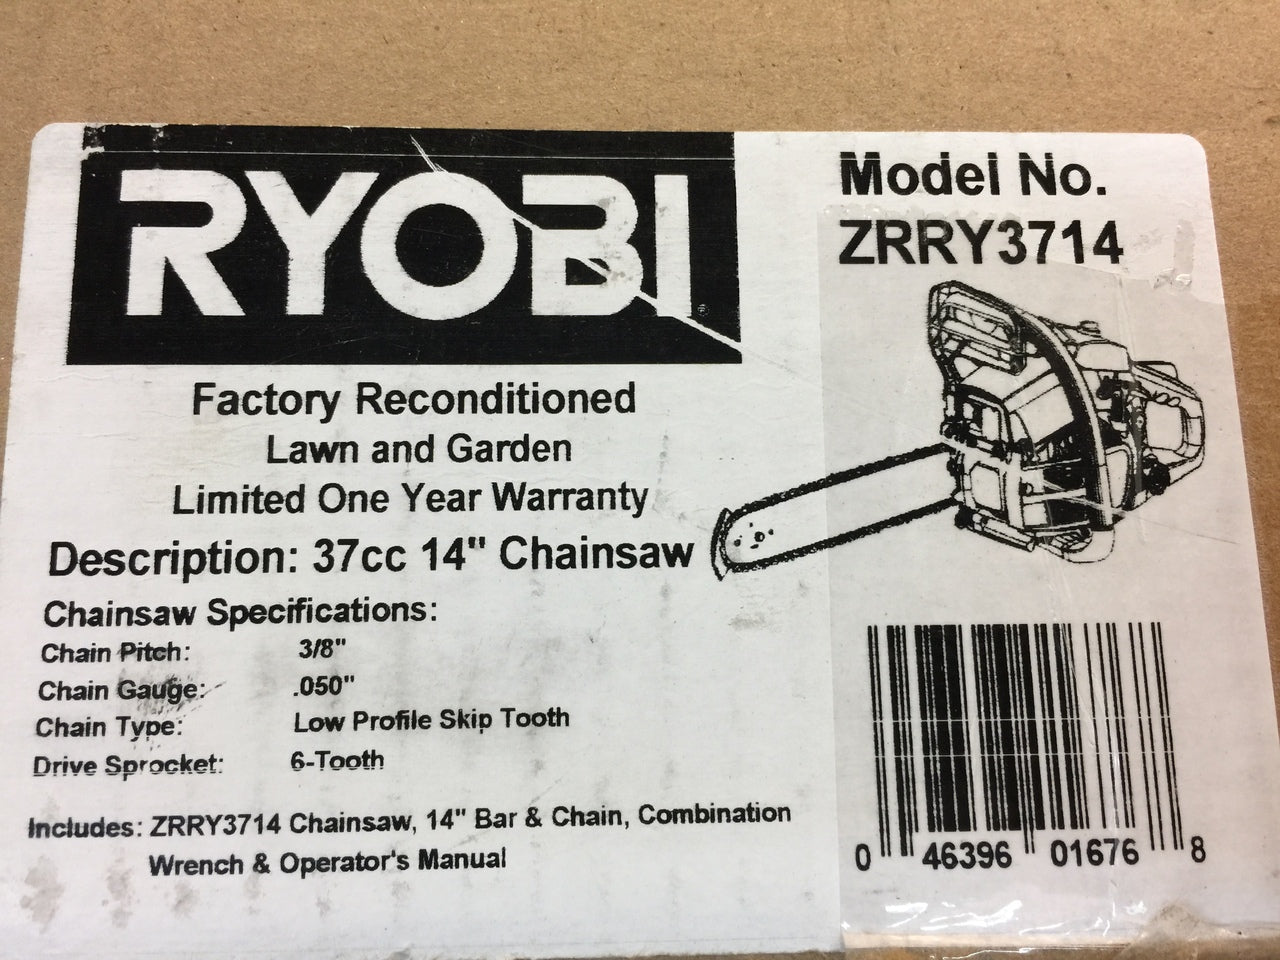 RYOBI
Factory Reconditioned
Lawn and Garden
Limited One Year Warranty
Description: 37cc 14" Chainsaw
Chainsaw Specifications:
Chain Pitch: 3/8"
Chain Gauge: .050"
Chain Type: Low Profile Skip Tooth
Drive Sprocket: 6-Tooth
Includes: ZRRY3714 Chainsaw, 14" Bar & Chain, Combination
Wrench & Operator's Manual
Model No.
ZRRY3714
0 46396 01676 8